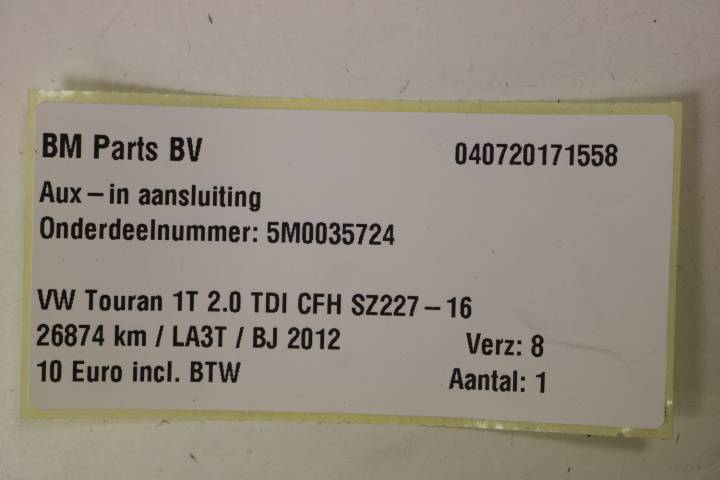 BM Parts BV 040720171558
Aux – in aansluiting
Onderdeelnummer: 5M0035724
VW Touran 1T 2.0 TDI CFH SZ227 – 16
26874 km / LA3T / BJ 2012 Verz: 8
10 Euro incl. BTW Aantal: 1